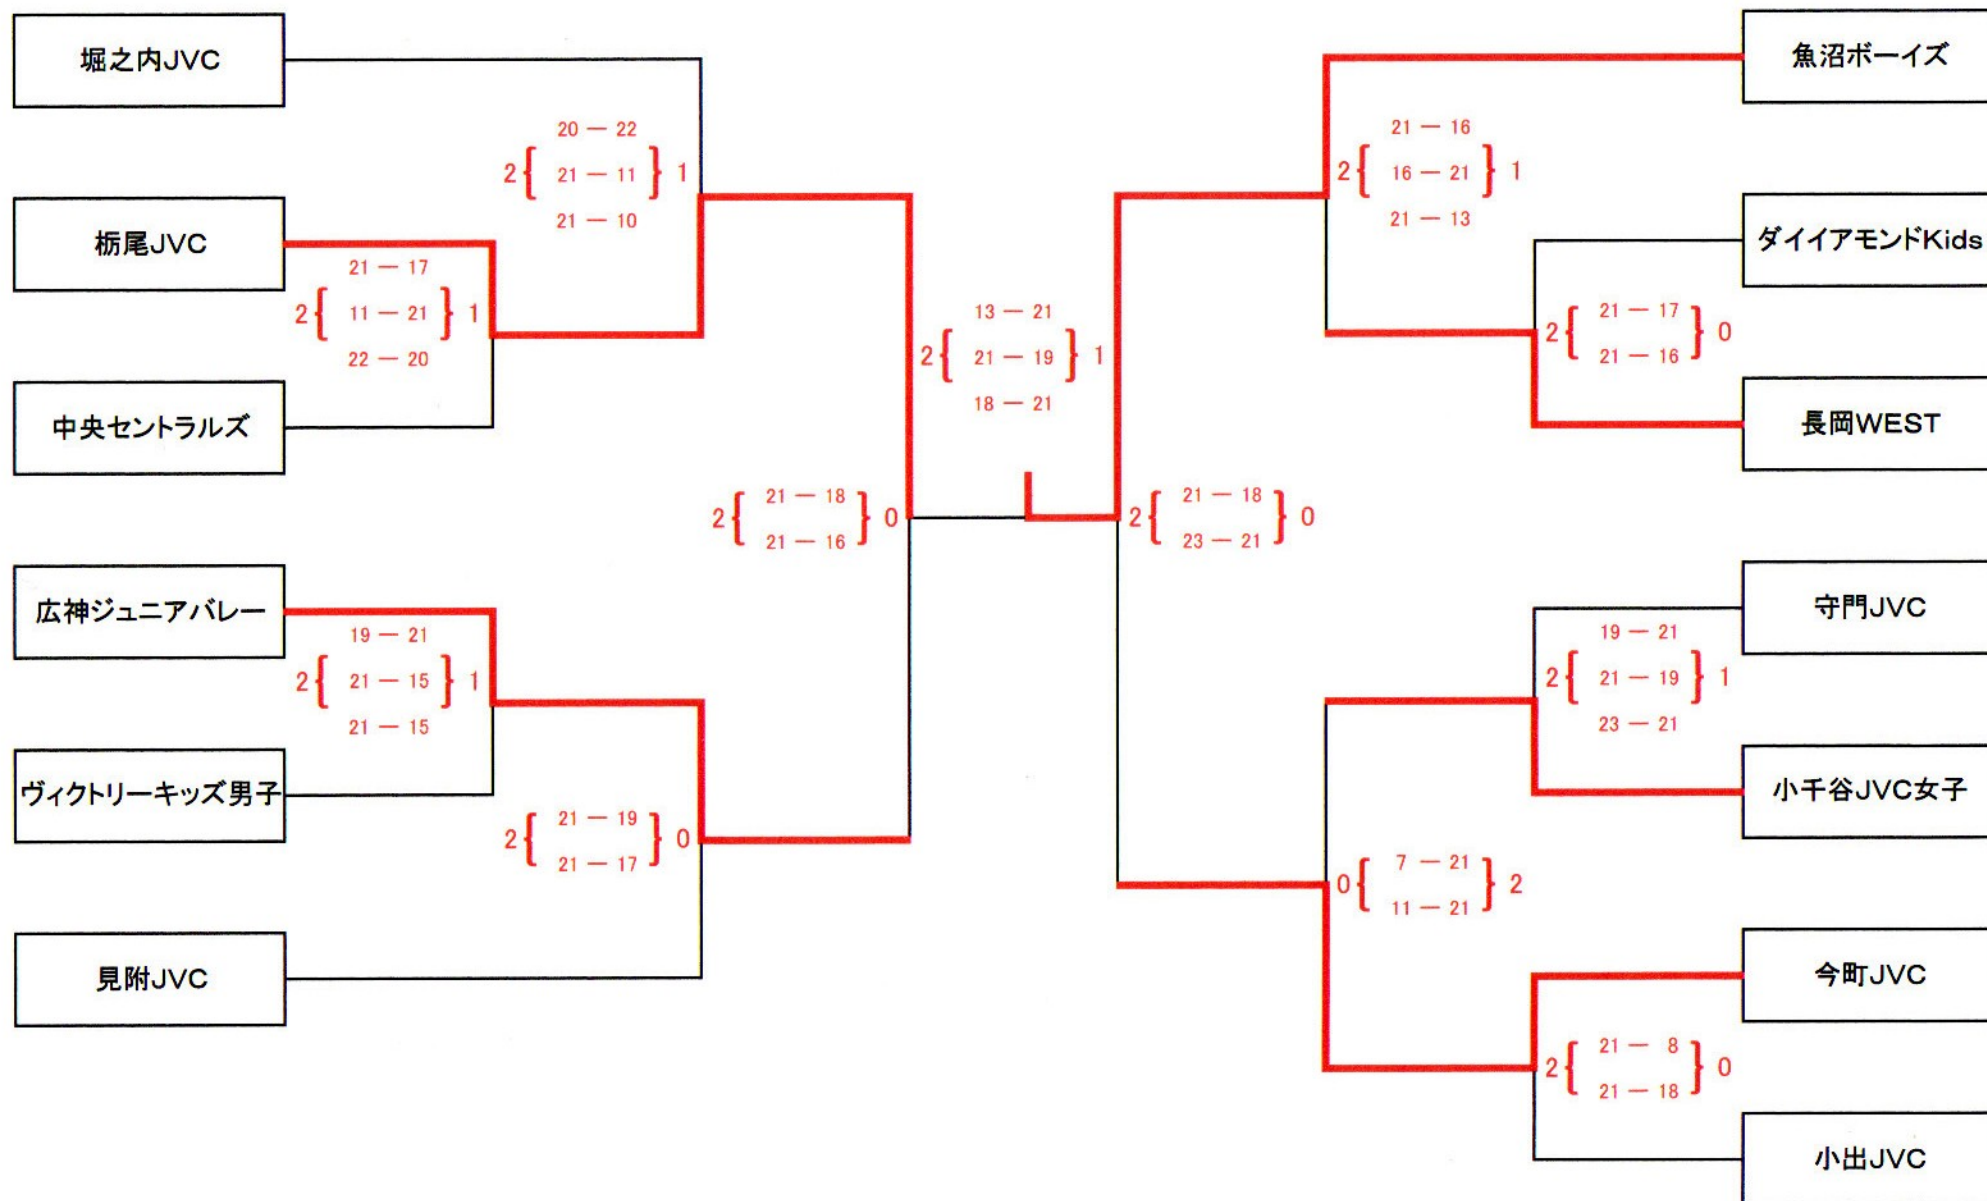 堀之内JVC
栃尾JVC
中央セントラルズ
広神ジュニアバレー
ヴィクトリーキッズ男子
見附JVC
20 — 22
2{ 21 — 11 } 1
21 — 10
21 — 17
2{ 11 — 21 } 1
22 — 20
19 — 21
2{ 21 — 15 } 1
21 — 15
2{ 21 — 19 } 0
21 — 17
2{ 21 — 18 } 0
21 — 16
13 — 21
2{ 21 — 19 } 1
18 — 21
2{ 21 — 18 } 0
23 — 21
21 — 16
2{ 16 — 21 } 1
21 — 13
2{ 21 — 17 } 0
21 — 16
19 — 21
2{ 21 — 19 } 1
23 — 21
0{ 7 — 21 } 2
11 — 21
2{ 21 — 8 } 0
21 — 18
魚沼ボーイズ
ダイイアモンドKids
長岡WEST
守門JVC
小千谷JVC女子
今町JVC
小出JVC